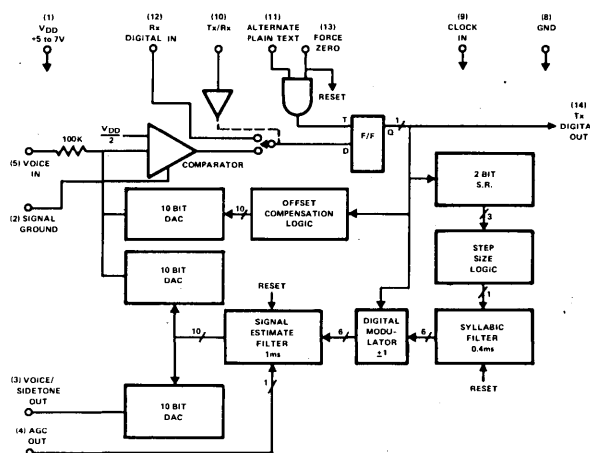 (1)
VDD
+5 to 7V
(12)
Rx
DIGITAL IN
(10)
Tx/Rx
(11)
ALTERNATE
PLAIN TEXT
(13)
FORCE
ZERO
(9)
CLOCK
IN
(8)
GND
RESET
(14)
Tx
DIGITAL
OUT
100K
VDD
2
(5) VOICE
IN
COMPARATOR
T
D
F/F
Q
1
(2) SIGNAL
GROUND
2 BIT
S.R.
3
10 BIT
DAC
10
OFFSET
COMPENSATION
LOGIC
STEP
SIZE
LOGIC
1
10 BIT
DAC
RESET
10
SIGNAL
ESTIMATE
FILTER
1ms
6
DIGITAL
MODU-
LATOR
±1
6
SYLLABIC
FILTER
0.4ms
RESET
1
(3) VOICE/
SIDETONE
OUT
10 BIT
DAC
(4) AGC
OUT